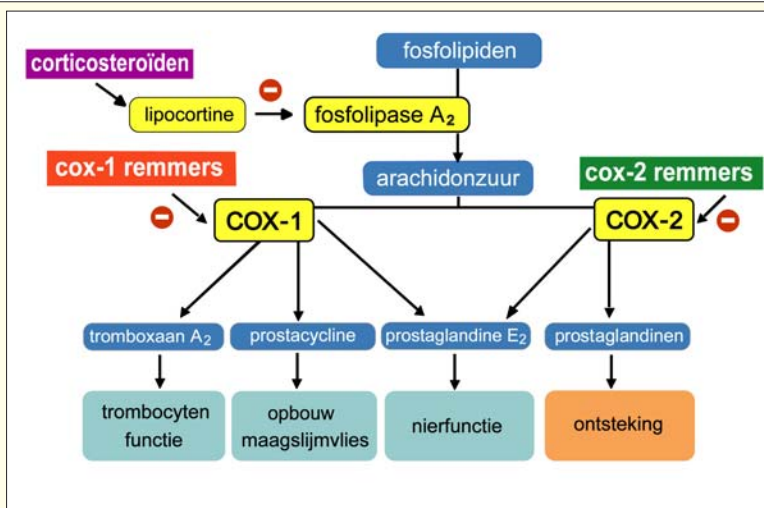 corticosteroïden
fosfolipiden
lipocortine
fosfolipase A₂
cox-1 remmers
arachidonzuur
cox-2 remmers
COX-1
COX-2
tromboxaan A₂
prostacycline
prostaglandine E₂
prostaglandinen
trombocyten
functie
opbouw
maagslijmvlies
nierfunctie
ontsteking